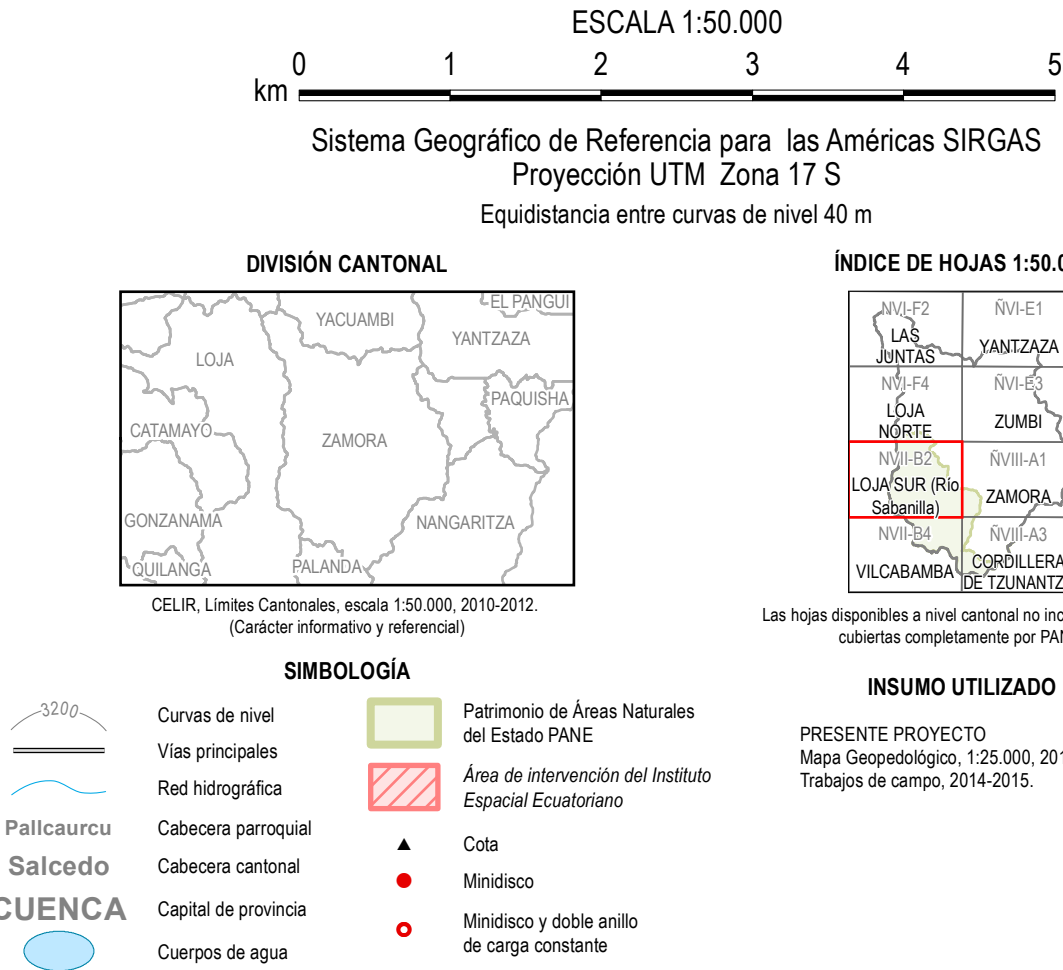 ESCALA 1:50.000
0 1 2 3 4 5
km
Sistema Geográfico de Referencia para las Américas SIRGAS
Proyección UTM Zona 17 S
Equidistancia entre curvas de nivel 40 m
DIVISIÓN CANTONAL
EL PANGUI
YACUAMBI
YANTZAZA
LOJA
PAQUISHA
CATAMAYO
ZAMORA
GONZANAMA
NANGARITZA
QUILANGA
PALANDA
CELIR, Límites Cantonales, escala 1:50.000, 2010-2012.
(Carácter informativo y referencial)
ÍNDICE DE HOJAS 1:50.0
NVI-F2
LAS
JUNTAS
ÑVI-E1
YANTZAZA
NVI-F4
LOJA
NORTE
ÑVI-E3
ZUMBI
NVII-B2
LOJA SUR (Río
Sabanilla)
ÑVIII-A1
ZAMORA
NVII-B4
VILCABAMBA
ÑVIII-A3
CORDILLERA
DE TZUNANTZ
Las hojas disponibles a nivel cantonal no inc
cubiertas completamente por PAN
SIMBOLOGÍA
3200
Curvas de nivel
Vías principales
Red hidrográfica
Pallcaurcu
Cabecera parroquial
Salcedo
Cabecera cantonal
CUENCA
Capital de provincia
Cuerpos de agua
Patrimonio de Áreas Naturales
del Estado PANE
Área de intervención del Instituto
Espacial Ecuatoriano
Cota
Minidisco
Minidisco y doble anillo
de carga constante
INSUMO UTILIZADO
PRESENTE PROYECTO
Mapa Geopedológico, 1:25.000, 201
Trabajos de campo, 2014-2015.